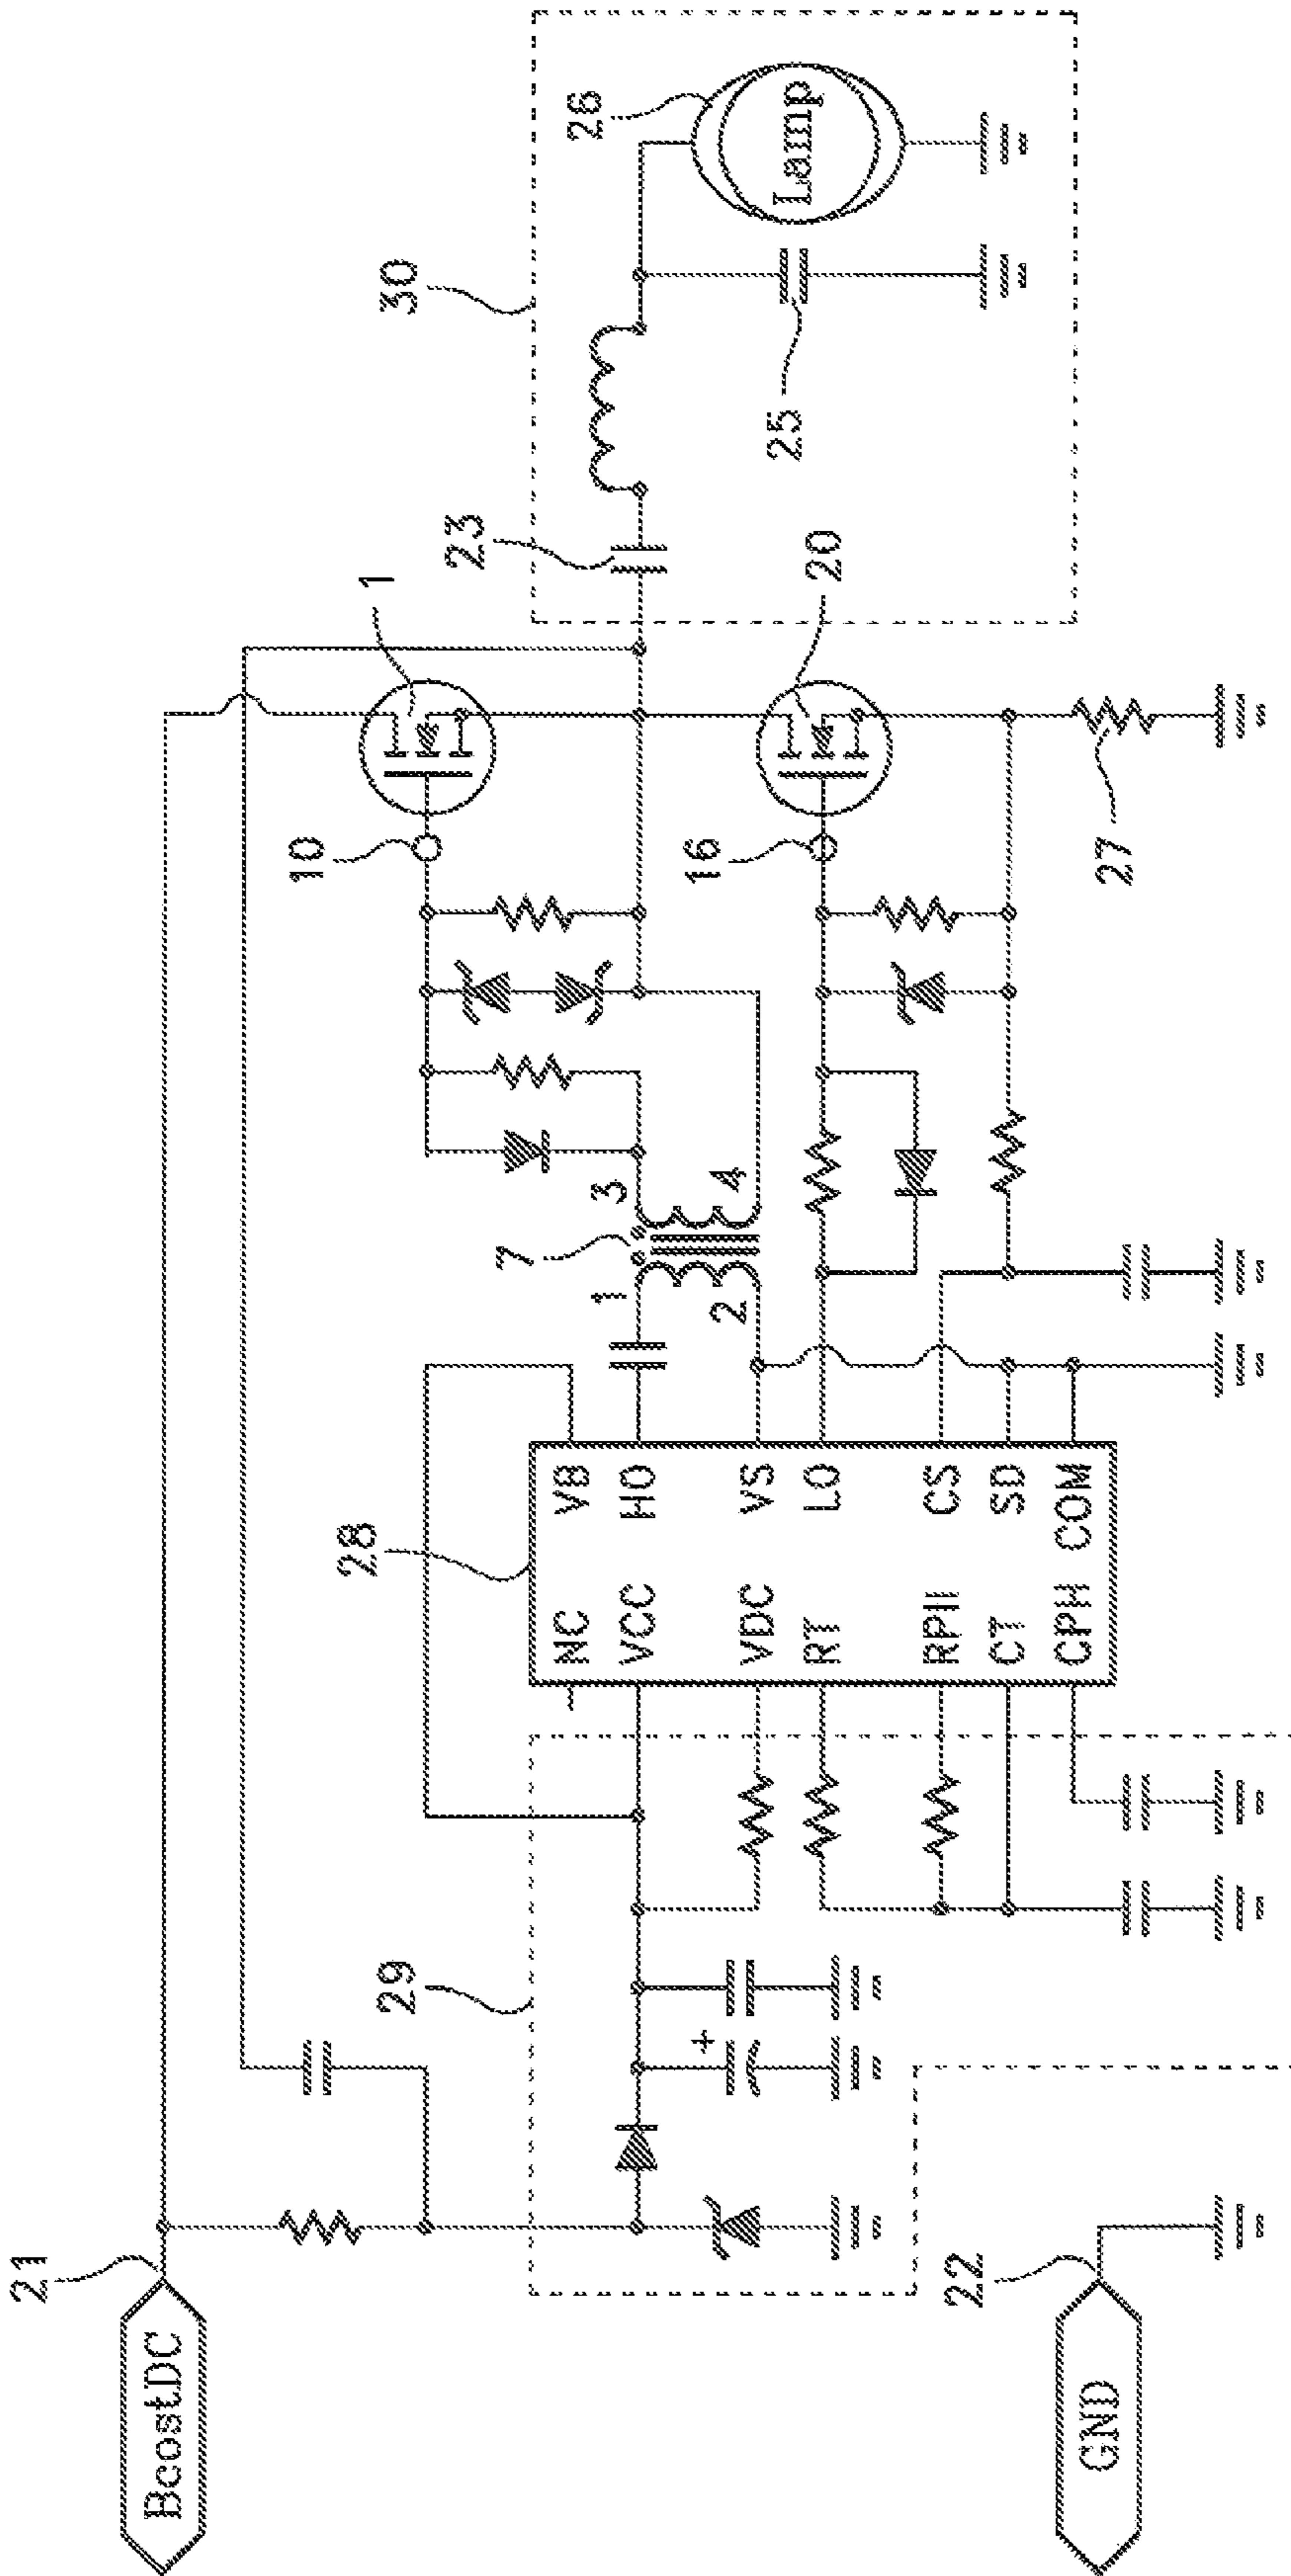 21
BcostDC
1
10
23
30
26
Lamp
25
20
16
27
7
1
3
2
4
28
NC
VB
VCC
HO
VDC
VS
RT
LO
RPH
CS
CT
SD
CPH
COM
29
+
22
GND